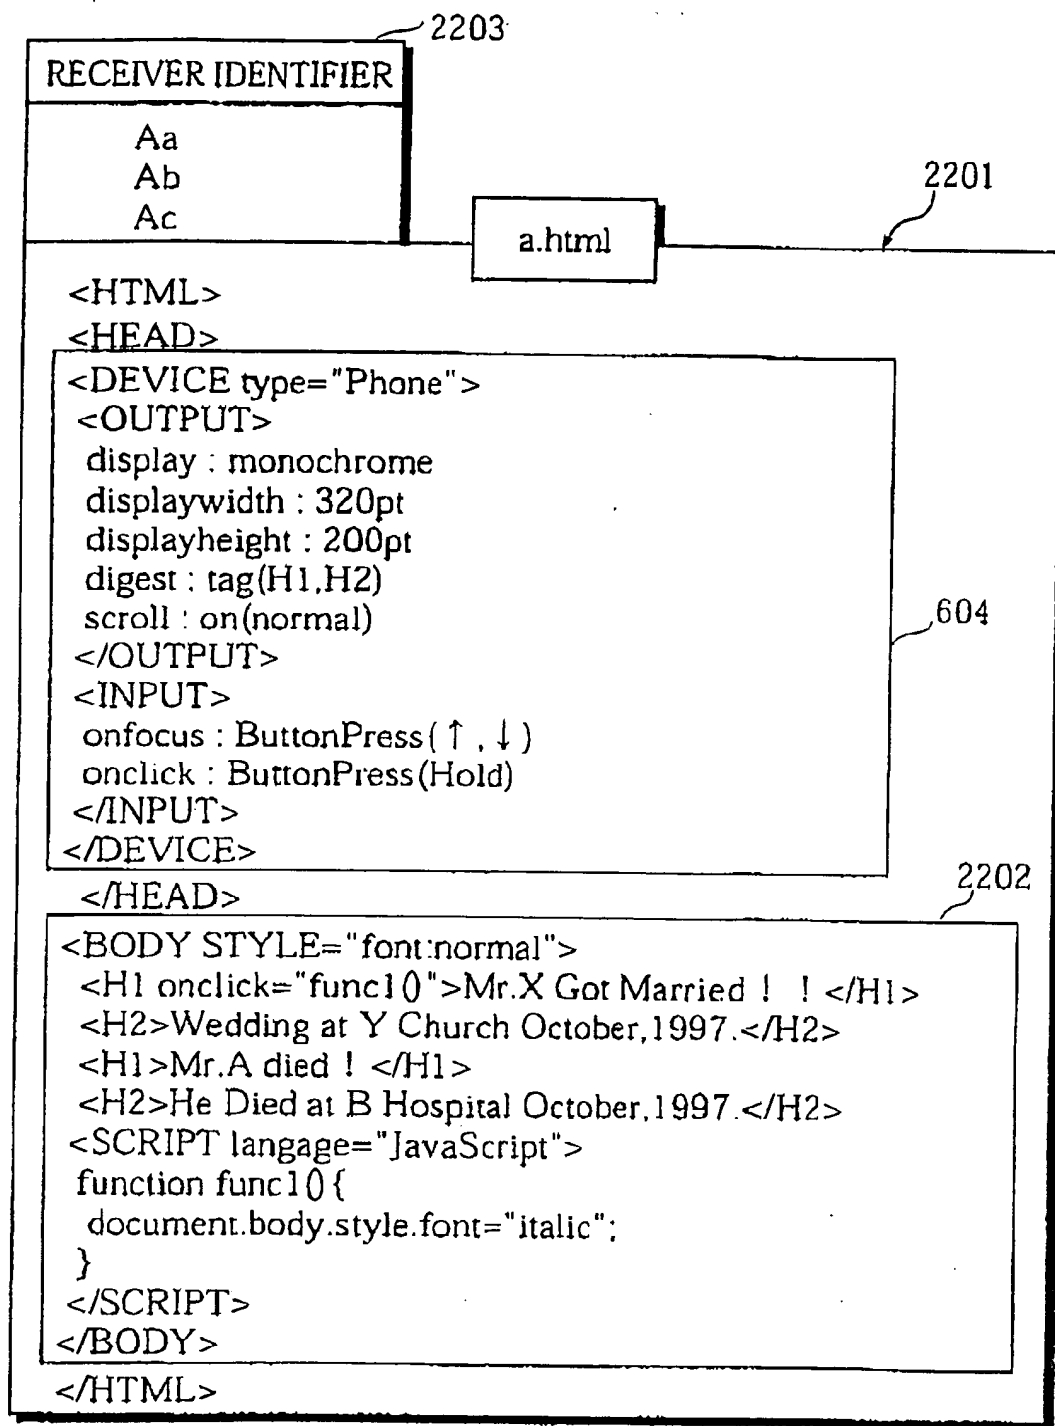 2203
RECEIVER IDENTIFIER
Aa
Ab
Ac
2201
a.html
<HTML>
<HEAD>
<DEVICE type="Phone">
<OUTPUT>
display : monochrome
displaywidth : 320pt
displayheight : 200pt
digest : tag(H1,H2)
scroll : on(normal)
</OUTPUT>
<INPUT>
onfocus : ButtonPress(↑,↓)
onclick : ButtonPress(Hold)
</INPUT>
</DEVICE>
604
</HEAD>
2202
<BODY STYLE="font:normal">
<H1 onclick="func1()">Mr.X Got Married ! ! </H1>
<H2>Wedding at Y Church October,1997.</H2>
<H1>Mr.A died ! </H1>
<H2>He Died at B Hospital October,1997.</H2>
<SCRIPT langage="JavaScript">
function func1() {
document.body.style.font="italic";
}
</SCRIPT>
</BODY>
</HTML>